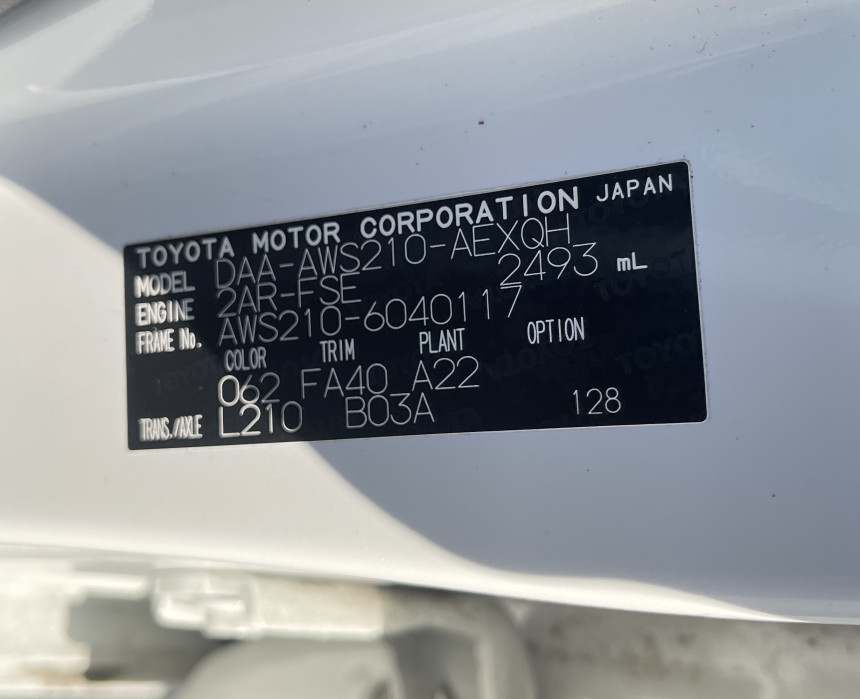 TOYOTA MOTOR CORPORATION JAPAN
MODEL DAA-AWS210-AEXQH
ENGINE 2AR-FSE 2493 mL
FRAME No. AWS210-6040117
COLOR TRIM PLANT OPTION
062 FA40 A22
TRANS./AXLE L210 B03A 128